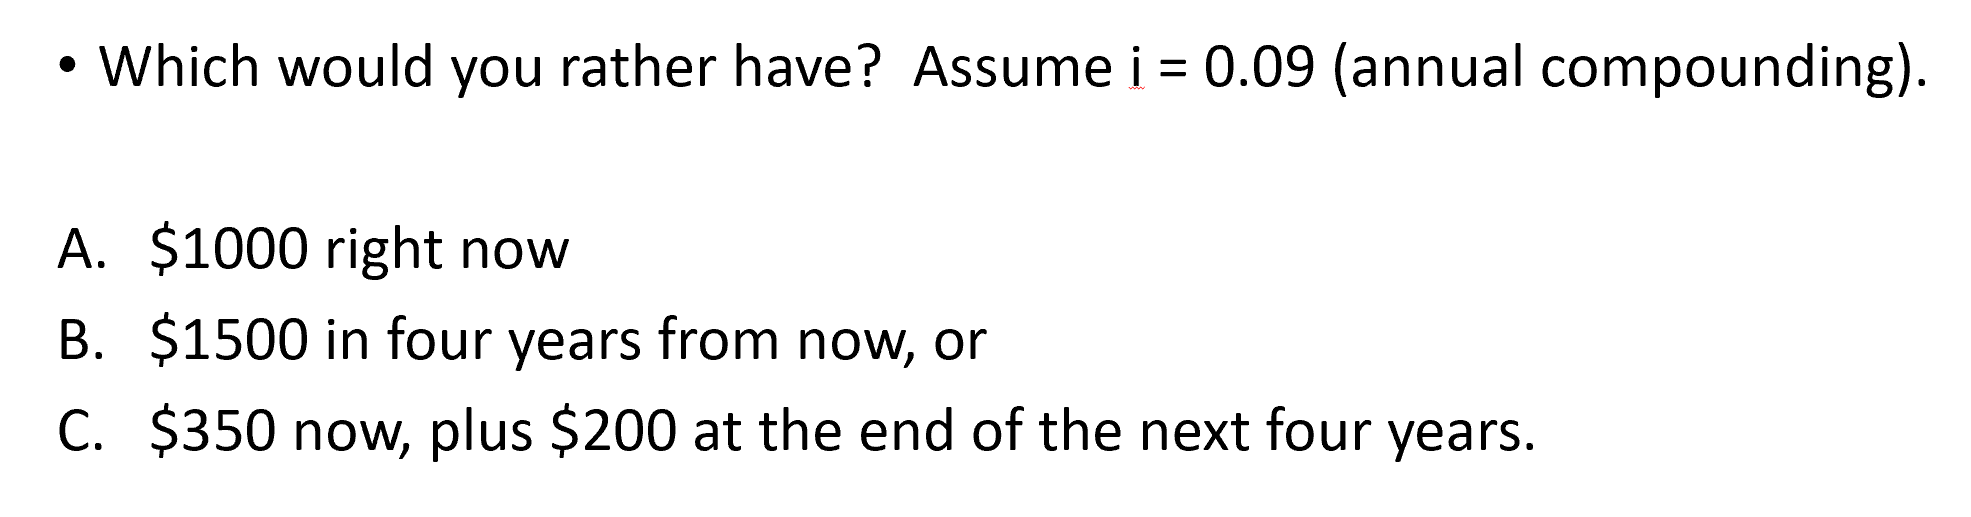 • Which would you rather have?  Assume i = 0.09 (annual compounding).
A. $1000 right now
B. $1500 in four years from now, or
C. $350 now, plus $200 at the end of the next four years.